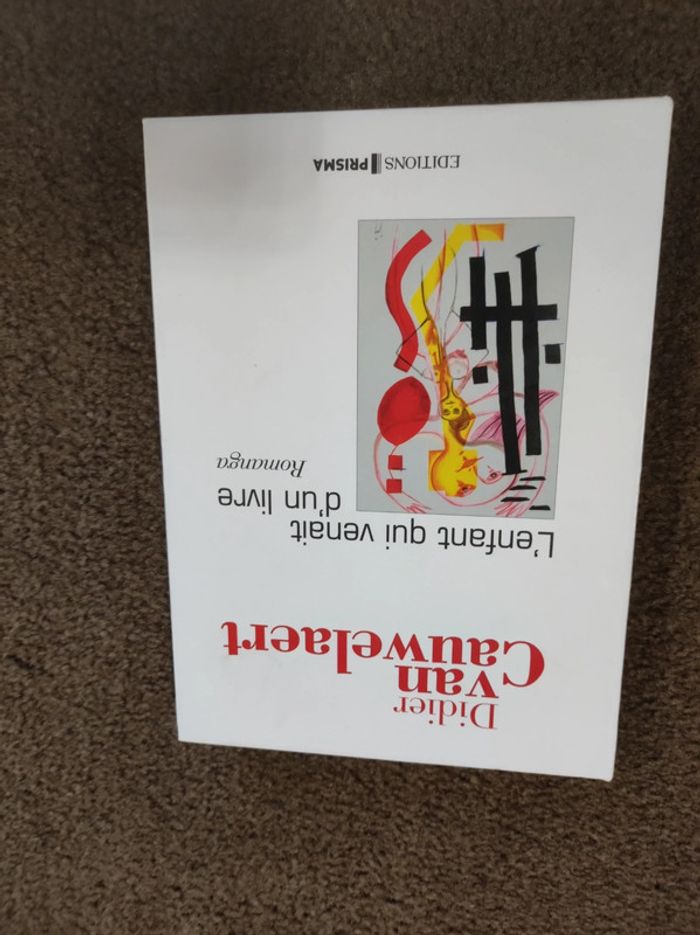 Didier
van
Cauwelaert
L'enfant qui venait
d'un livre
Romanga
EDITIONS PRISMA